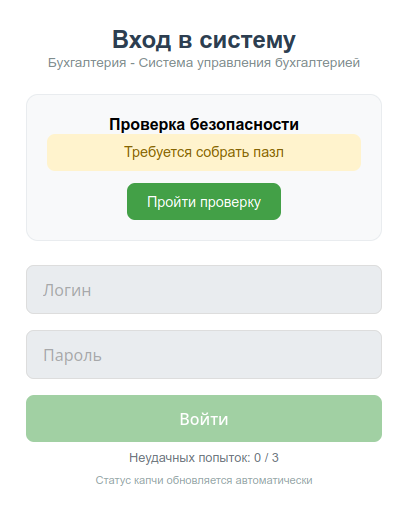 Вход в систему
Бухгалтерия - Система управления бухгалтерией
Проверка безопасности
Требуется собрать пазл
Пройти проверку
Логин
Пароль
Войти
Неудачных попыток: 0 / 3
Статус капчи обновляется автоматически